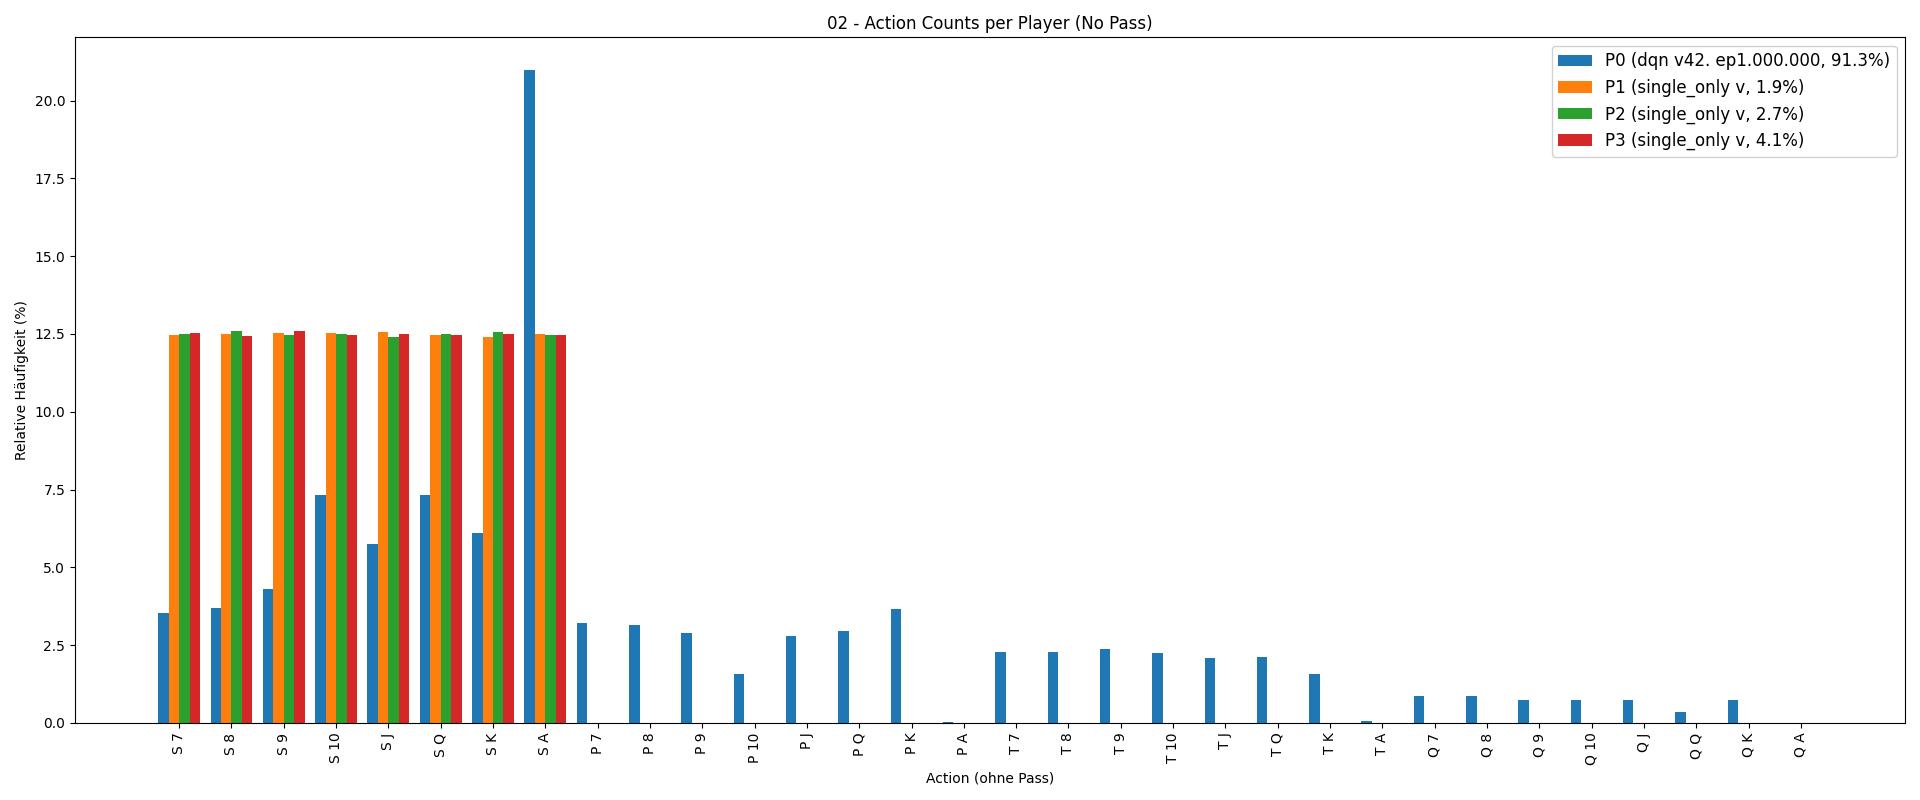 02 - Action Counts per Player (No Pass)
P0 (dqn v42. ep1.000.000, 91.3%)
P1 (single_only v, 1.9%)
P2 (single_only v, 2.7%)
P3 (single_only v, 4.1%)
Relative Häufigkeit (%)
20.0
17.5
15.0
12.5
10.0
7.5
5.0
2.5
0.0
S 7
S 8
S 9
S 10
S J
S Q
S K
S A
P 7
P 8
P 9
P 10
P J
P Q
P K
P A
T 7
T 8
T 9
T 10
T J
T Q
T K
T A
Q 7
Q 8
Q 9
Q 10
Q J
Q Q
Q K
Q A
Action (ohne Pass)